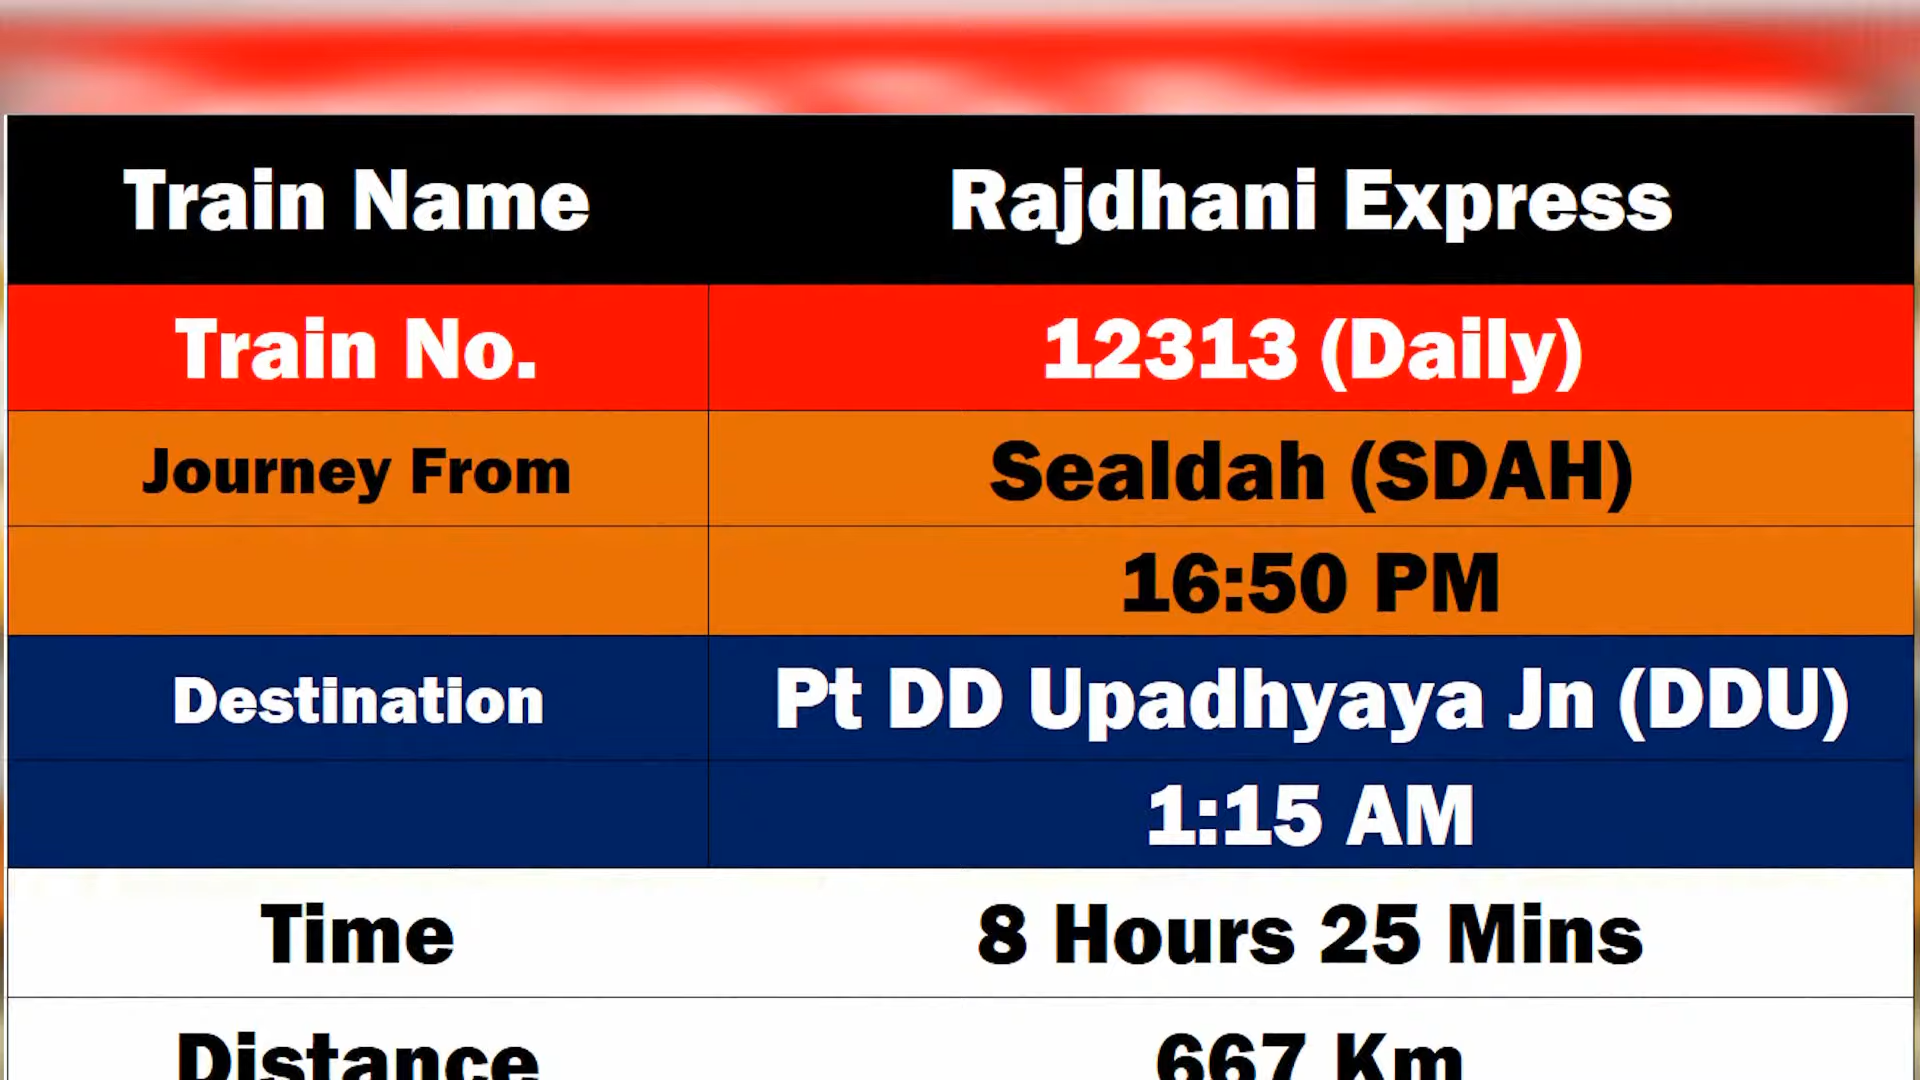 Train Name Rajdhani Express
Train No. 12313 (Daily)
Journey From Sealdah (SDAH)
16:50 PM
Destination Pt DD Upadhyaya Jn (DDU)
1:15 AM
Time 8 Hours 25 Mins
Distance 667 Km